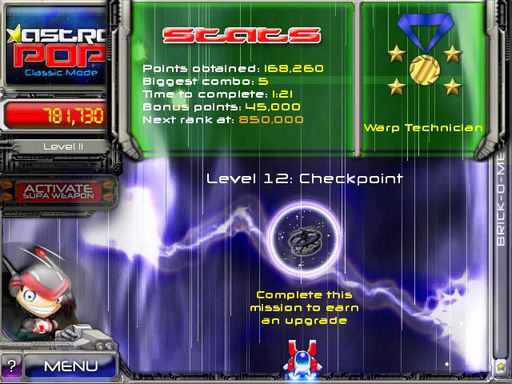 ASTRO
POP
Classic Mode
781,730
Level 11
ACTIVATE
SUPA WEAPON
? MENU
Stats
Points obtained: 168,260
Biggest combo: 5
Time to complete: 1:21
Bonus points: 45,000
Next rank at: 850,000
Warp Technician
Level 12: Checkpoint
Complete this
mission to earn
an upgrade